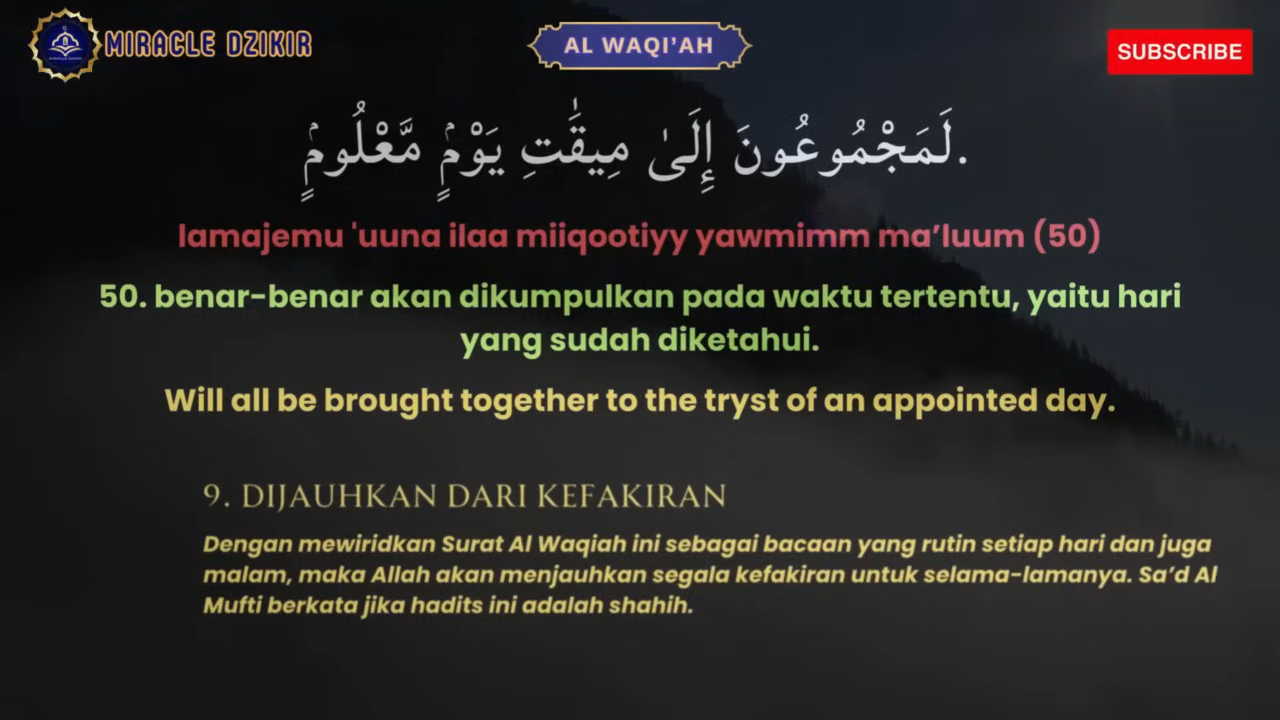 MIRACLE DZIKIR
AL WAQI'AH
SUBSCRIBE
لَمَجْمُوعُونَ إِلَىٰ مِيقَٰتِ يَوْمٍۢ مَّعْلُومٍۢ.
lamajemu 'uuna ilaa miiqootiyy yawmimm ma’luum (50)
50. benar-benar akan dikumpulkan pada waktu tertentu, yaitu hari
yang sudah diketahui.
Will all be brought together to the tryst of an appointed day.
9. DIJAUHKAN DARI KEFAKIRAN
Dengan mewiridkan Surat Al Waqiah ini sebagai bacaan yang rutin setiap hari dan juga
malam, maka Allah akan menjauhkan segala kefakiran untuk selama-lamanya. Sa’d Al
Mufti berkata jika hadits ini adalah shahih.